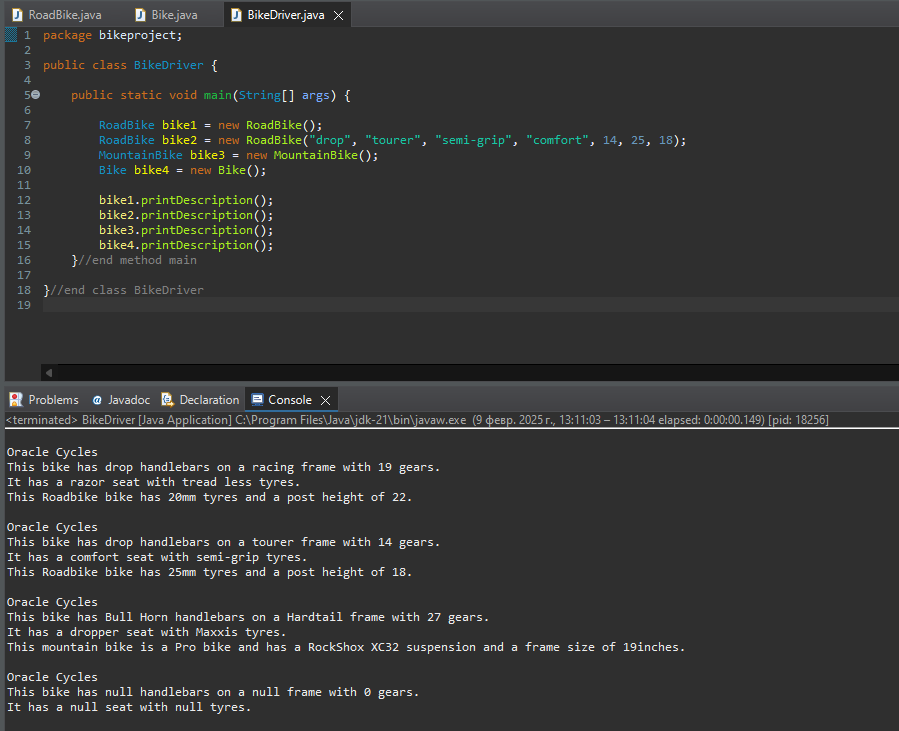 RoadBike.java Bike.java BikeDriver.java
1 package bikeproject;
2
3 public class BikeDriver {
4
5 public static void main(String[] args) {
6
7 RoadBike bike1 = new RoadBike();
8 RoadBike bike2 = new RoadBike("drop", "tourer", "semi-grip", "comfort", 14, 25, 18);
9 MountainBike bike3 = new MountainBike();
10 Bike bike4 = new Bike();
11
12 bike1.printDescription();
13 bike2.printDescription();
14 bike3.printDescription();
15 bike4.printDescription();
16 }//end method main
17
18 }//end class BikeDriver
19
Problems Javadoc Declaration Console
<terminated> BikeDriver [Java Application] C:\Program Files\Java\jdk-21\bin\javaw.exe (9 февр. 2025 г., 13:11:03 – 13:11:04 elapsed: 0:00:00.149) [pid: 18256]
Oracle Cycles
This bike has drop handlebars on a racing frame with 19 gears.
It has a razor seat with tread less tyres.
This Roadbike bike has 20mm tyres and a post height of 22.
Oracle Cycles
This bike has drop handlebars on a tourer frame with 14 gears.
It has a comfort seat with semi-grip tyres.
This Roadbike bike has 25mm tyres and a post height of 18.
Oracle Cycles
This bike has Bull Horn handlebars on a Hardtail frame with 27 gears.
It has a dropper seat with Maxxis tyres.
This mountain bike is a Pro bike and has a RockShox XC32 suspension and a frame size of 19inches.
Oracle Cycles
This bike has null handlebars on a null frame with 0 gears.
It has a null seat with null tyres.